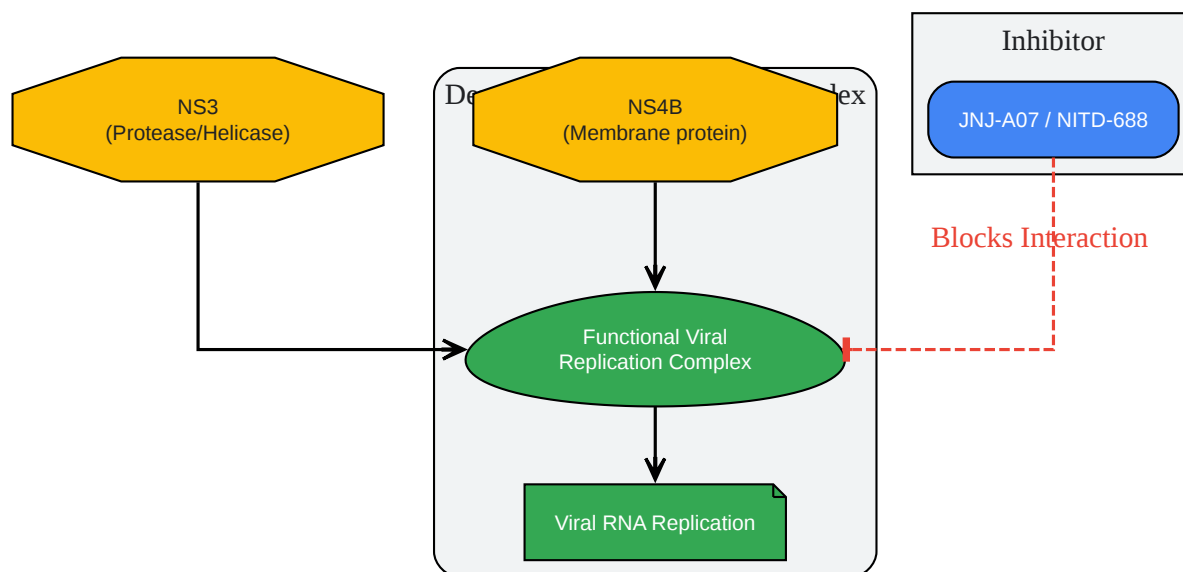 Inhibitor
NS3
(Protease/Helicase)
NS4B
(Membrane protein)
JNJ-A07 / NITD-688
Blocks Interaction
Functional Viral
Replication Complex
Viral RNA Replication